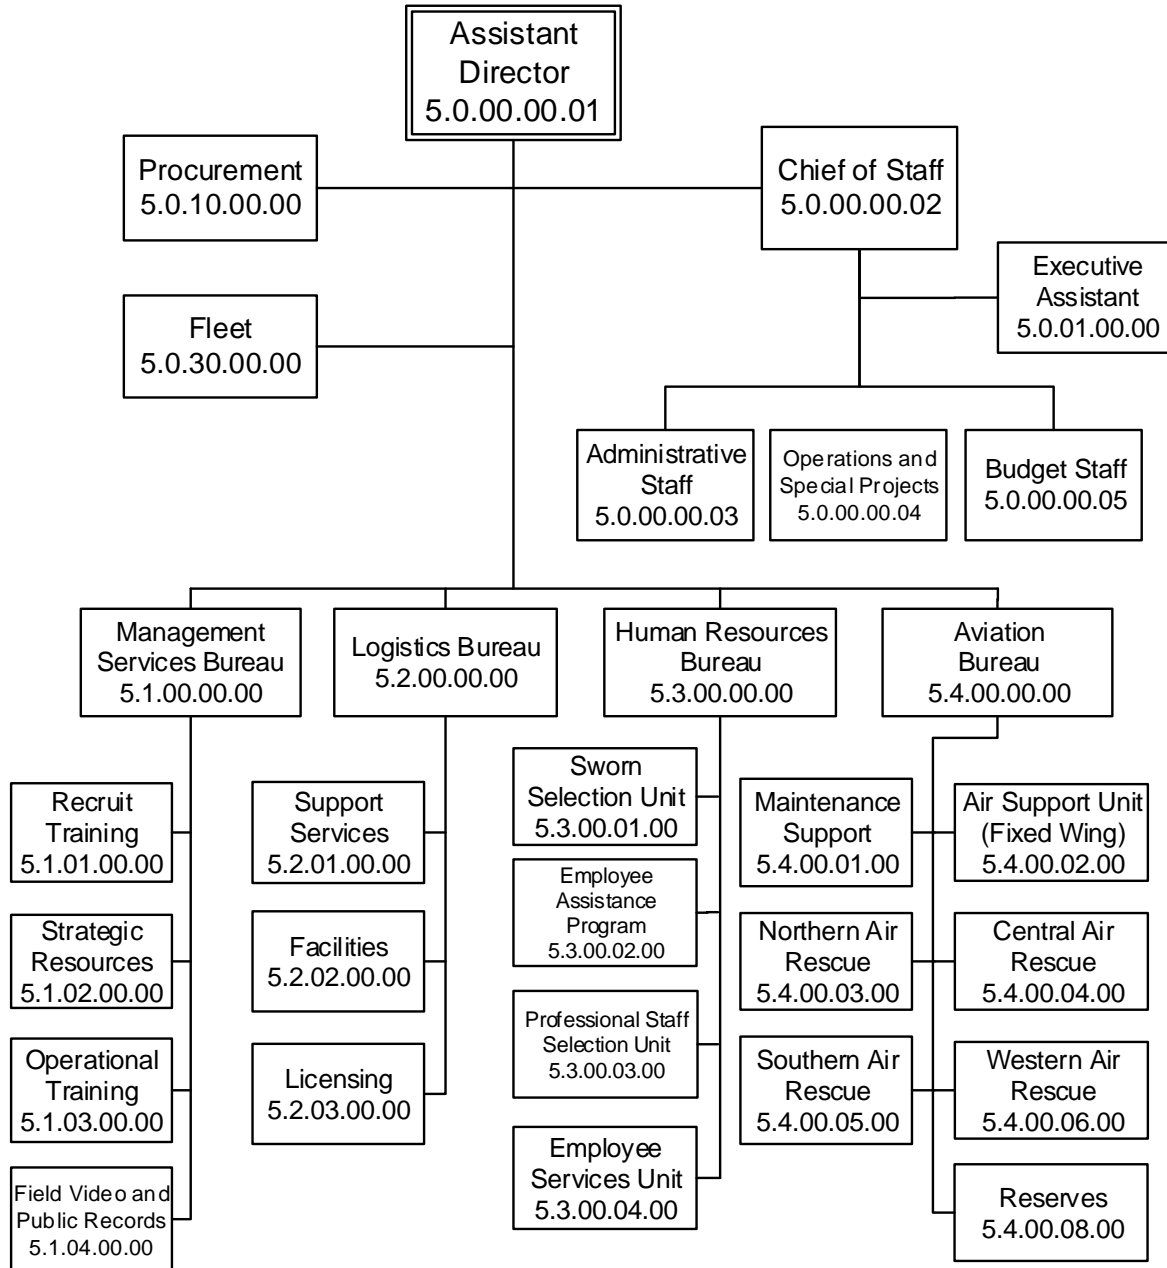 Assistant
Director
5.0.00.00.01
Procurement
5.0.10.00.00
Chief of Staff
5.0.00.00.02
Executive
Assistant
5.0.01.00.00
Fleet
5.0.30.00.00
Administrative
Staff
5.0.00.00.03
Operations and
Special Projects
5.0.00.00.04
Budget Staff
5.0.00.00.05
Management
Services Bureau
5.1.00.00.00
Logistics Bureau
5.2.00.00.00
Human Resources
Bureau
5.3.00.00.00
Aviation
Bureau
5.4.00.00.00
Recruit
Training
5.1.01.00.00
Strategic
Resources
5.1.02.00.00
Operational
Training
5.1.03.00.00
Field Video and
Public Records
5.1.04.00.00
Support
Services
5.2.01.00.00
Facilities
5.2.02.00.00
Licensing
5.2.03.00.00
Sworn
Selection Unit
5.3.00.01.00
Employee
Assistance
Program
5.3.00.02.00
Professional Staff
Selection Unit
5.3.00.03.00
Employee
Services Unit
5.3.00.04.00
Maintenance
Support
5.4.00.01.00
Air Support Unit
(Fixed Wing)
5.4.00.02.00
Northern Air
Rescue
5.4.00.03.00
Central Air
Rescue
5.4.00.04.00
Southern Air
Rescue
5.4.00.05.00
Western Air
Rescue
5.4.00.06.00
Reserves
5.4.00.08.00